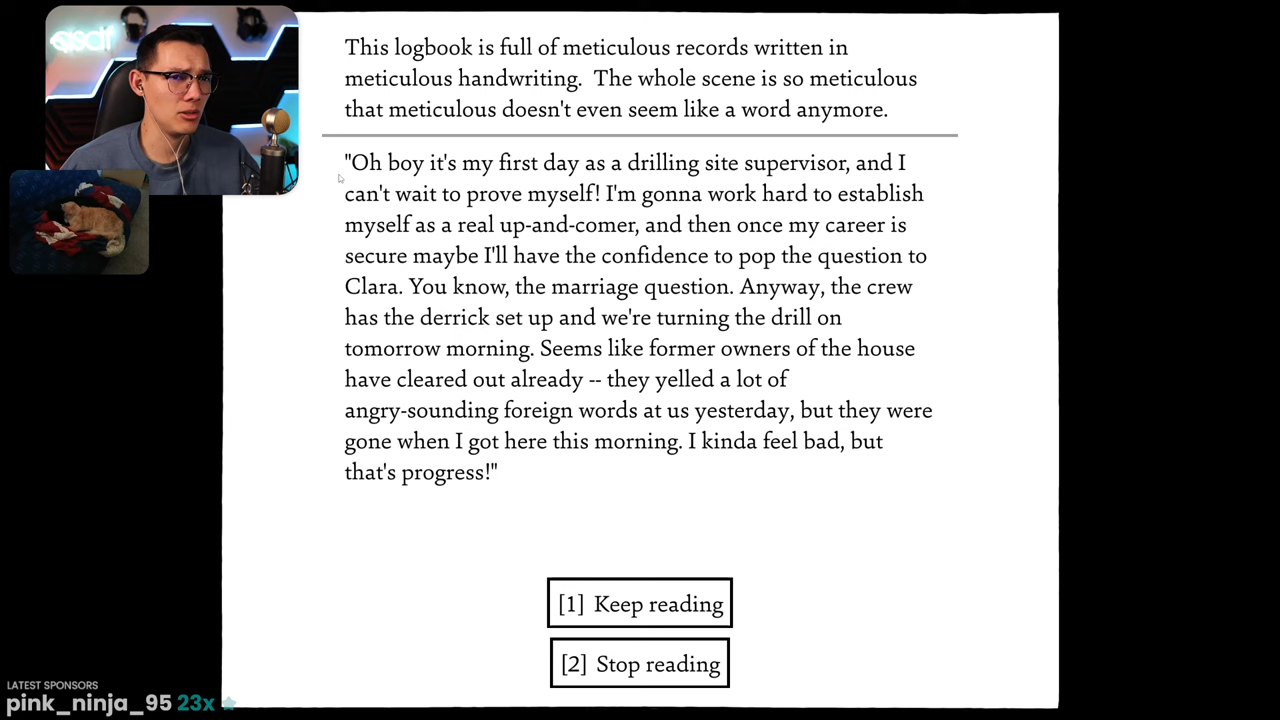 This logbook is full of meticulous records written in
meticulous handwriting. The whole scene is so meticulous
that meticulous doesn't even seem like a word anymore.
"Oh boy it's my first day as a drilling site supervisor, and I
can't wait to prove myself! I'm gonna work hard to establish
myself as a real up-and-comer, and then once my career is
secure maybe I'll have the confidence to pop the question to
Clara. You know, the marriage question. Anyway, the crew
has the derrick set up and we're turning the drill on
tomorrow morning. Seems like former owners of the house
have cleared out already -- they yelled a lot of
angry-sounding foreign words at us yesterday, but they were
gone when I got here this morning. I kinda feel bad, but
that's progress!"
[1] Keep reading
[2] Stop reading
LATEST SPONSORS
pink_ninja_95 23x